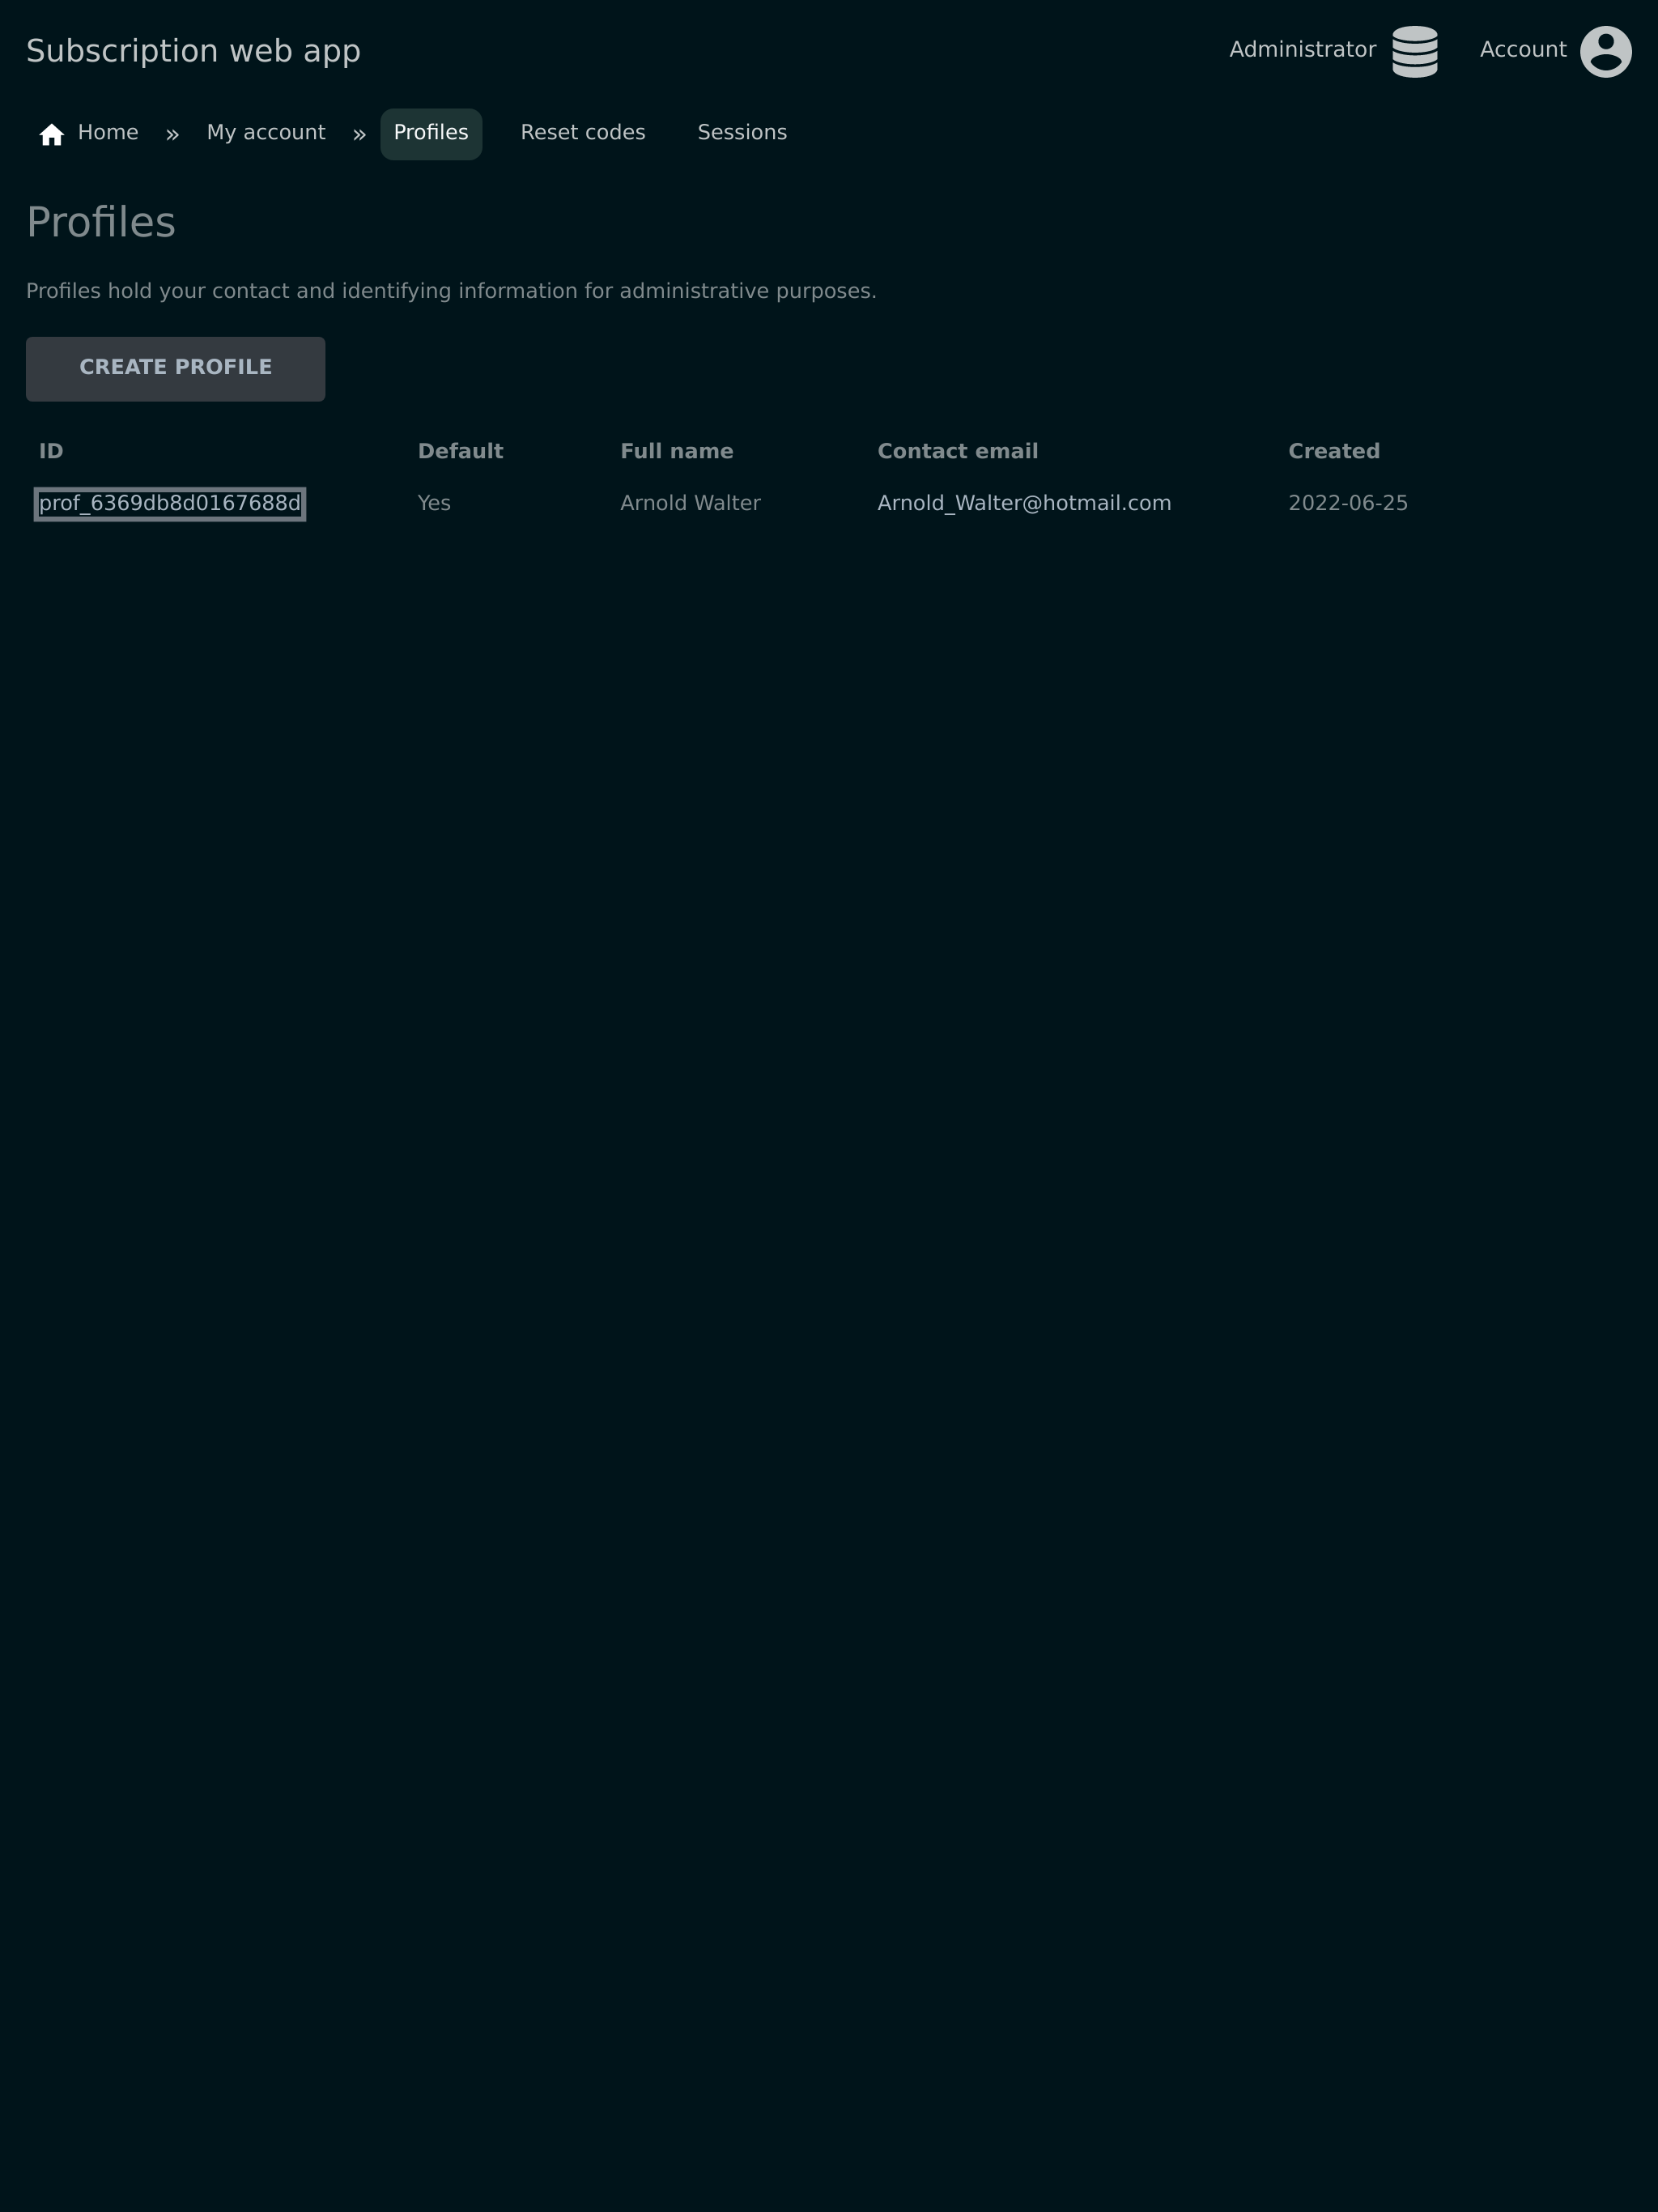 Subscription web app
Administrator
Account
Home » My account » Profiles Reset codes Sessions
Profiles
Profiles hold your contact and identifying information for administrative purposes.
CREATE PROFILE
ID Default Full name Contact email Created
prof_6369db8d0167688d Yes Arnold Walter Arnold_Walter@hotmail.com 2022-06-25